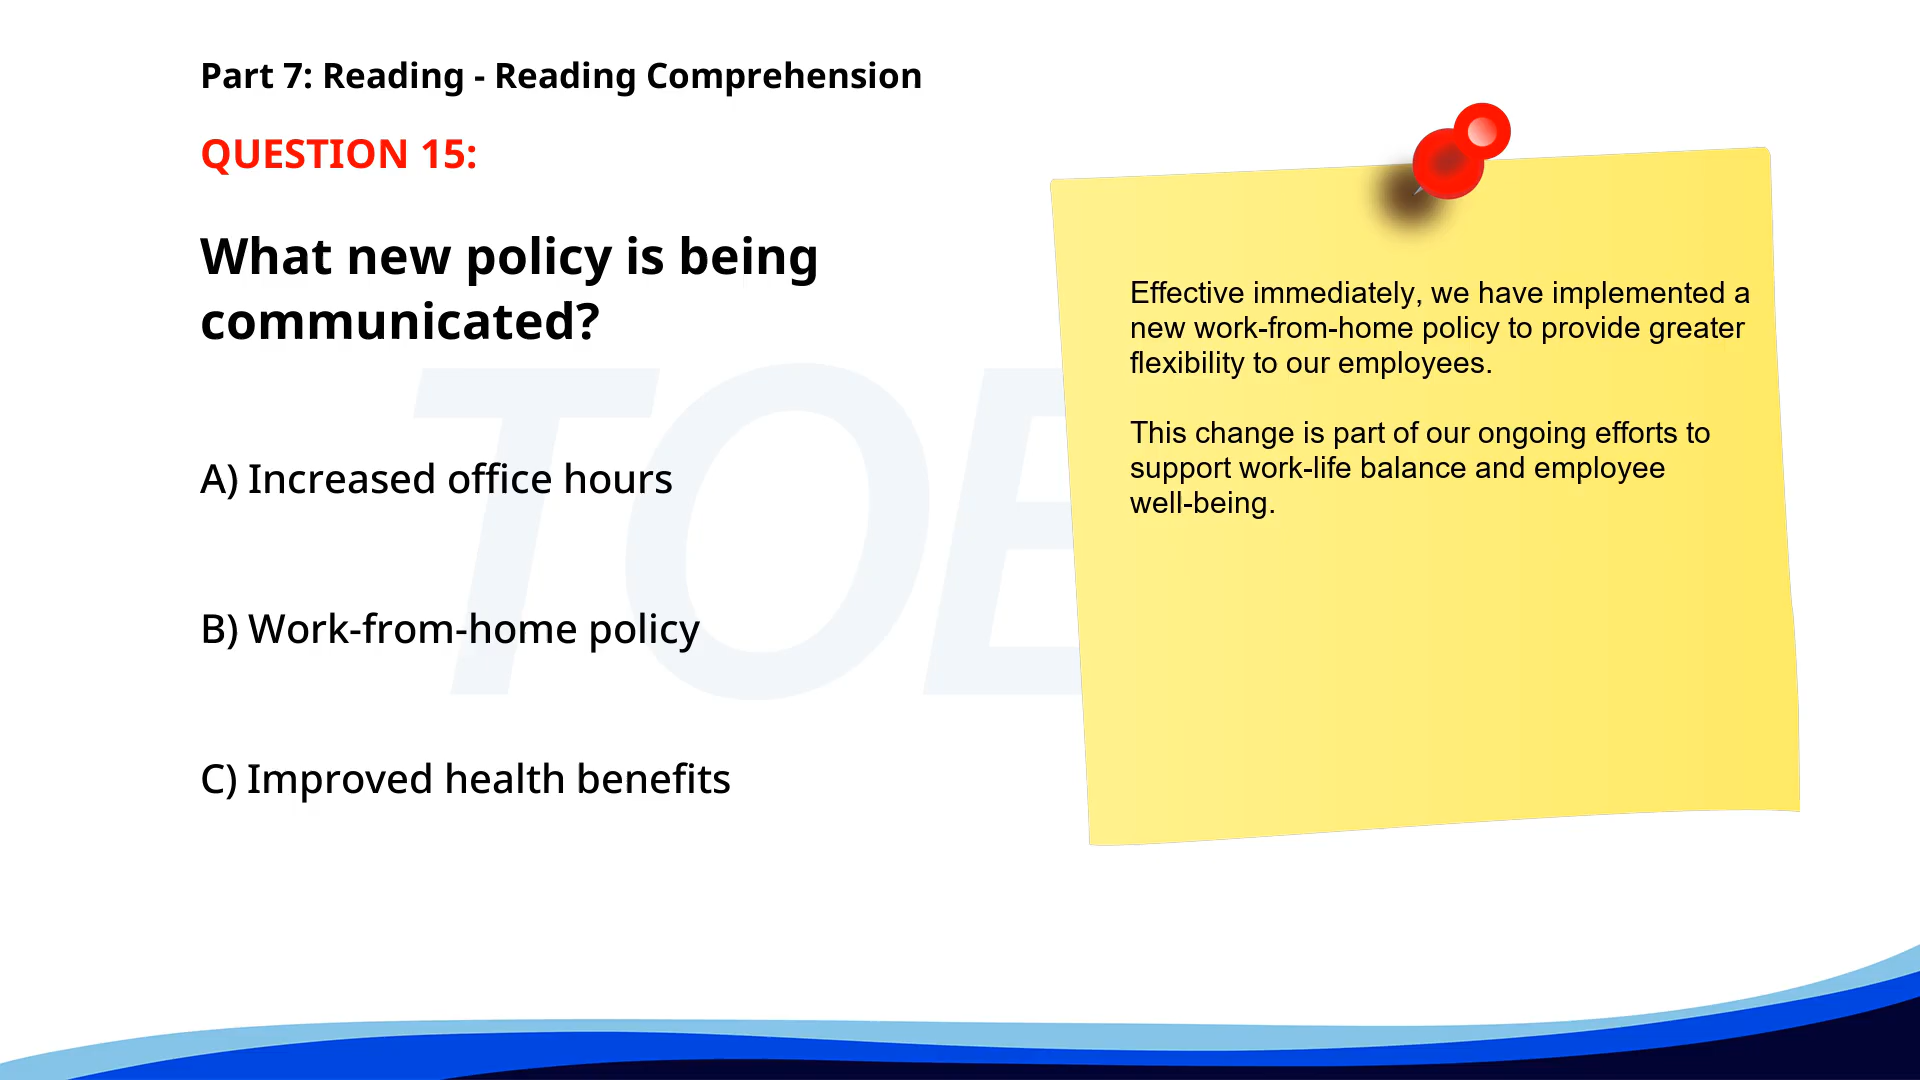 Part 7: Reading - Reading Comprehension
QUESTION 15:
What new policy is being
communicated?
A) Increased office hours
B) Work-from-home policy
C) Improved health benefits
Effective immediately, we have implemented a
new work-from-home policy to provide greater
flexibility to our employees.
This change is part of our ongoing efforts to
support work-life balance and employee
well-being.
TOE